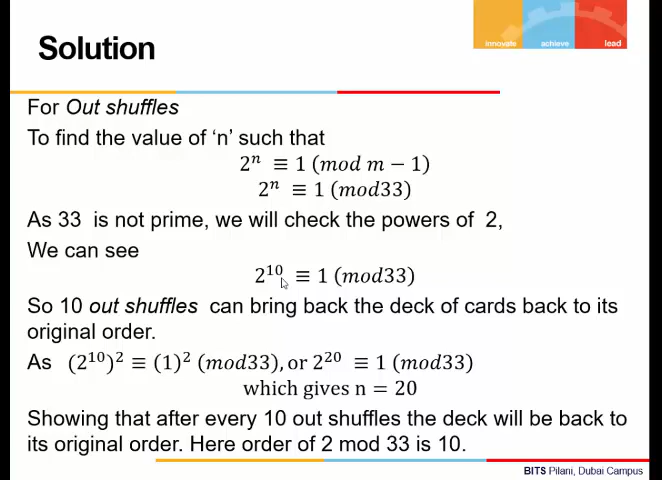 Solution
innovate achieve lead
For Out shuffles
To find the value of ‘n’ such that
2ⁿ ≡ 1 (mod m − 1)
2ⁿ ≡ 1 (mod33)
As 33 is not prime, we will check the powers of 2,
We can see
2¹⁰ ≡ 1 (mod33)
So 10 out shuffles can bring back the deck of cards back to its
original order.
As (2¹⁰)² ≡ (1)² (mod33), or 2²⁰ ≡ 1 (mod33)
which gives n = 20
Showing that after every 10 out shuffles the deck will be back to
its original order. Here order of 2 mod 33 is 10.
BITS Pilani, Dubai Campus